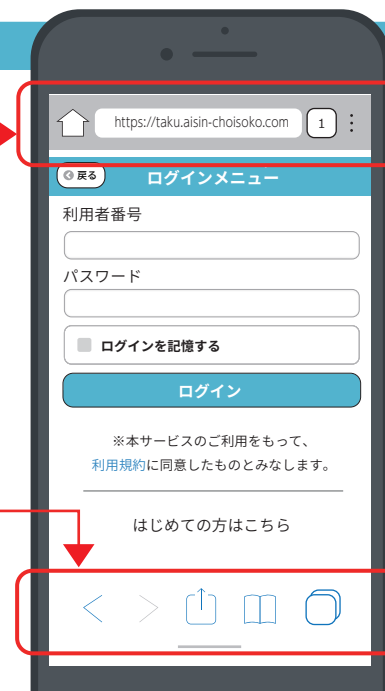 https://taku.aisin-choisoko.com 1
戻る ログインメニュー
利用者番号
パスワード
ログインを記憶する
ログイン
※本サービスのご利用をもって、
利用規約に同意したものとみなします。
はじめての方はこちら